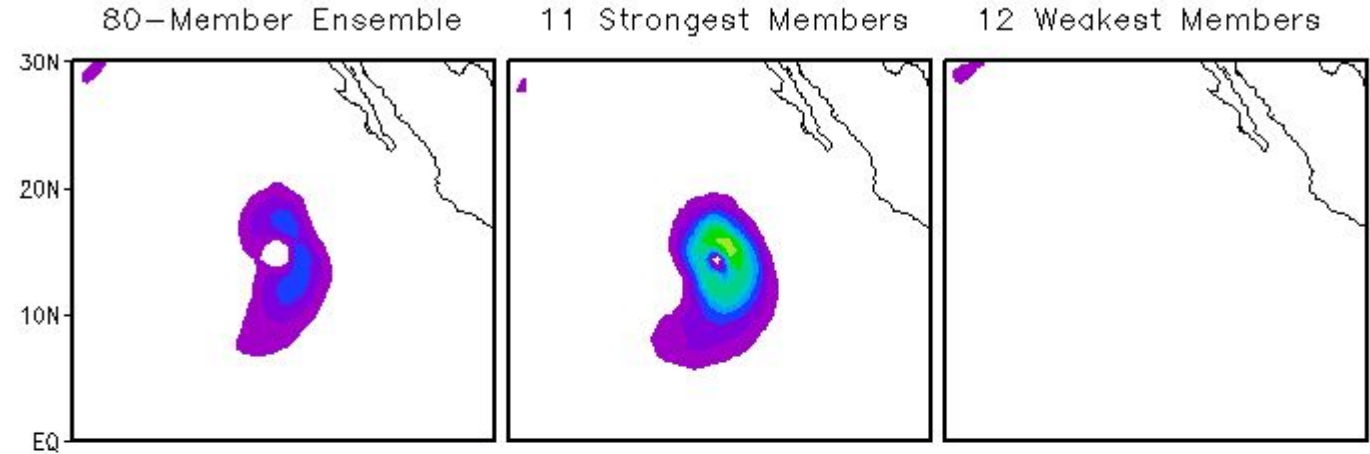 80-Member Ensemble
11 Strongest Members
12 Weakest Members
30N
20N
10N
EQ